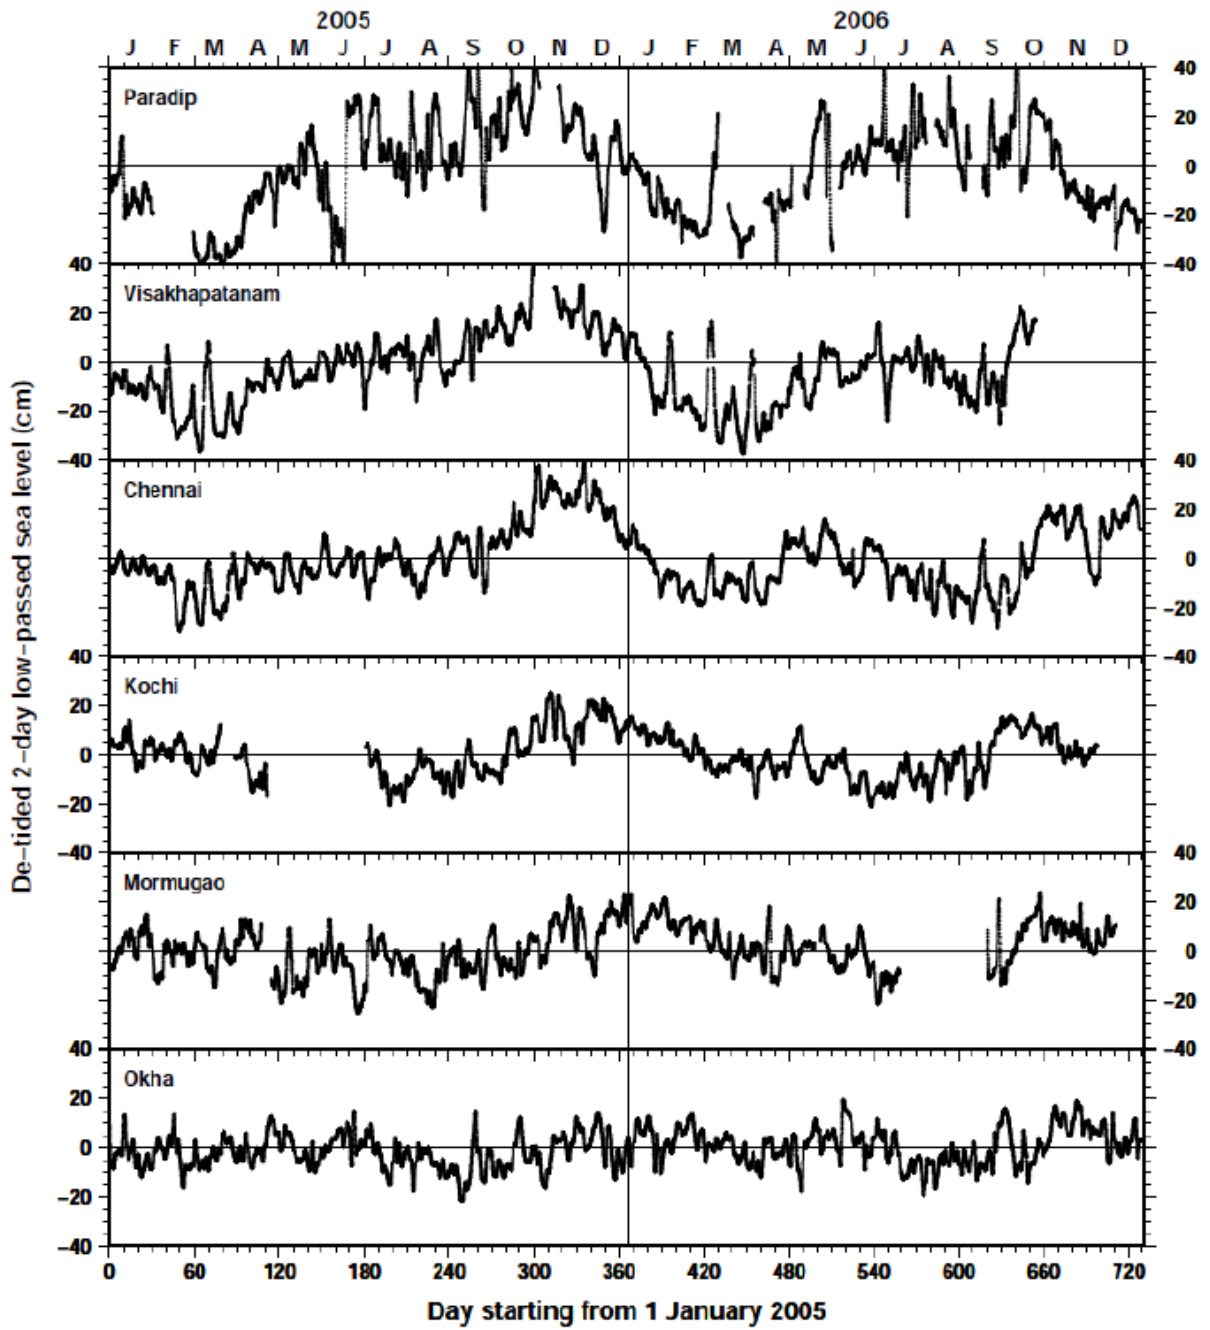 2005 2006
J F M A M J J A S O N D J F M A M J J A S O N D
40
Paradip
20
0
−20
40 −40
Visakhapatanam
20
0
−20
−40 40
Chennai
20
0
−20
40 −40
Kochi
20
0
−20
−40 40
Mormugao
20
0
−20
40 −40
Okha
20
0
−20
−40
0 60 120 180 240 300 360 420 480 540 600 660 720
Day starting from 1 January 2005
De−tided 2−day low−passed sea level (cm)